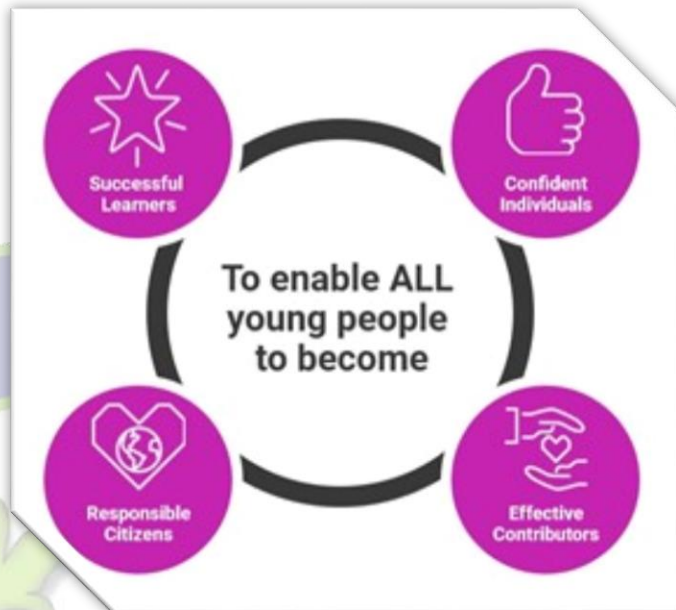 Successful
Learners
Confident
Individuals
To enable ALL
young people
to become
Responsible
Citizens
Effective
Contributors